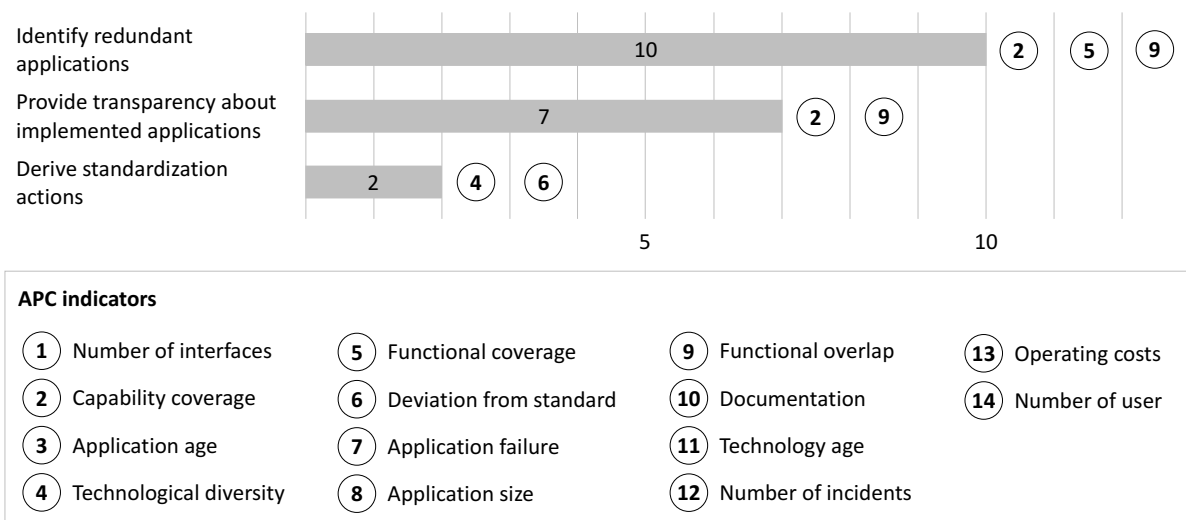 Identify redundant
applications
10
2 5 9
Provide transparency about
implemented applications
7
2 9
Derive standardization
actions
2
4 6
5 10
APC indicators
1 Number of interfaces
2 Capability coverage
3 Application age
4 Technological diversity
5 Functional coverage
6 Deviation from standard
7 Application failure
8 Application size
9 Functional overlap
10 Documentation
11 Technology age
12 Number of incidents
13 Operating costs
14 Number of user